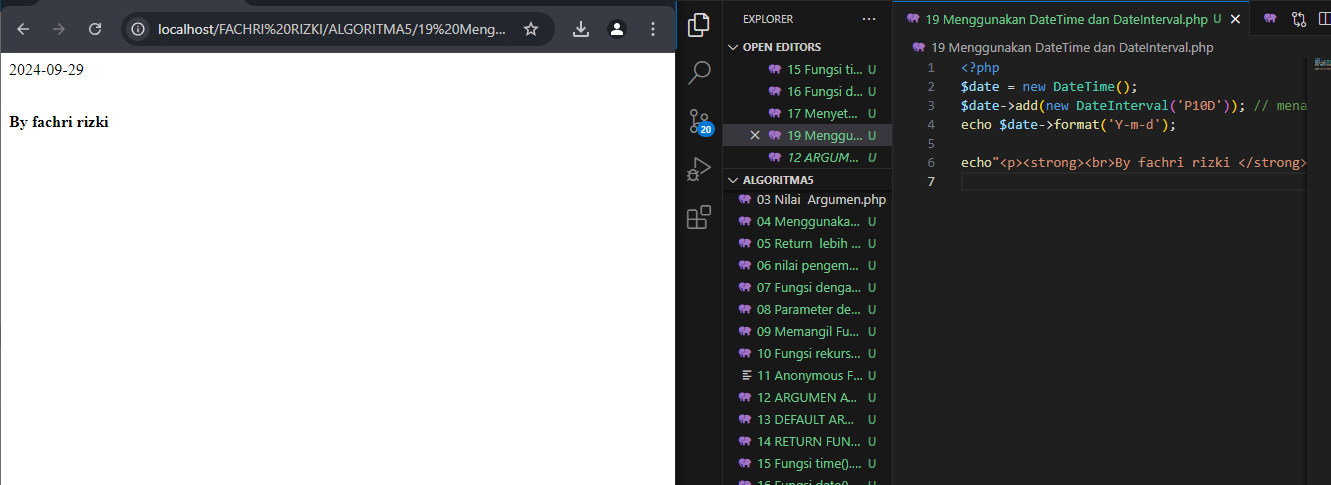 localhost/FACHRI%20RIZKI/ALGORITMA5/19%20Meng...
2024-09-29
By fachri rizki
20
EXPLORER
OPEN EDITORS
15 Fungsi ti... U
16 Fungsi d... U
17 Menyet... U
19 Menggu... U
12 ARGUM... U
ALGORITMA5
03 Nilai Argumen.php
04 Menggunaka... U
05 Return lebih ... U
06 nilai pengem... U
07 Fungsi denga... U
08 Parameter de... U
09 Memangil Fu... U
10 Fungsi rekurs... U
11 Anonymous F... U
12 ARGUMEN A... U
13 DEFAULT AR... U
14 RETURN FUN... U
15 Fungsi time().... U
16 Fungsi date()... U
19 Menggunakan DateTime dan DateInterval.php U
19 Menggunakan DateTime dan DateInterval.php
1 <?php
2 $date = new DateTime();
3 $date->add(new DateInterval('P10D')); // mena
4 echo $date->format('Y-m-d');
5
6 echo"<p><strong><br>By fachri rizki </strong>
7